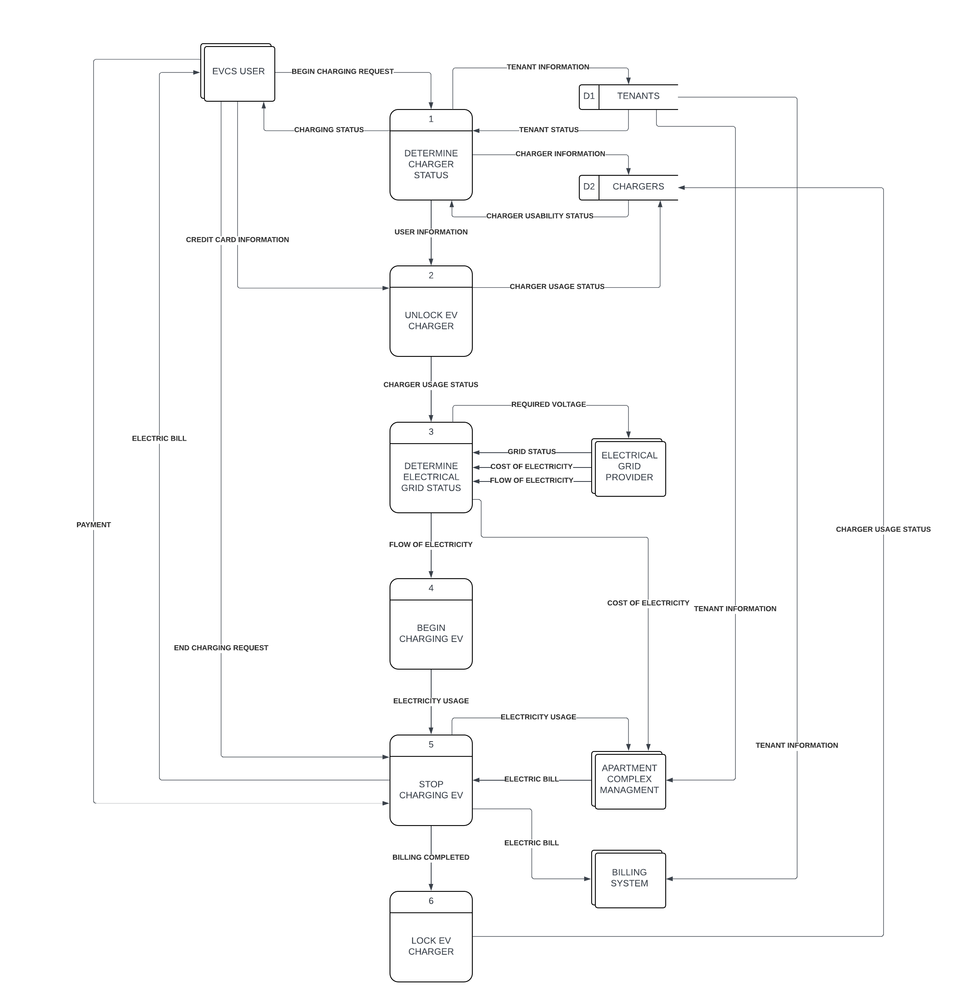 TENANT INFORMATION
EVCS USER
BEGIN CHARGING REQUEST
D1
TENANTS
1
CHARGING STATUS
TENANT STATUS
DETERMINE
CHARGER
STATUS
CHARGER INFORMATION
D2
CHARGERS
CHARGER USABILITY STATUS
USER INFORMATION
CREDIT CARD INFORMATION
2
CHARGER USAGE STATUS
UNLOCK EV
CHARGER
CHARGER USAGE STATUS
REQUIRED VOLTAGE
3
ELECTRIC BILL
GRID STATUS
COST OF ELECTRICITY
FLOW OF ELECTRICITY
ELECTRICAL
GRID
PROVIDER
DETERMINE
ELECTRICAL
GRID STATUS
PAYMENT
CHARGER USAGE STATUS
FLOW OF ELECTRICITY
4
COST OF ELECTRICITY
TENANT INFORMATION
BEGIN
CHARGING EV
END CHARGING REQUEST
ELECTRICITY USAGE
ELECTRICITY USAGE
5
TENANT INFORMATION
STOP
CHARGING EV
ELECTRIC BILL
APARTMENT
COMPLEX
MANAGMENT
ELECTRIC BILL
BILLING COMPLETED
BILLING
SYSTEM
6
LOCK EV
CHARGER